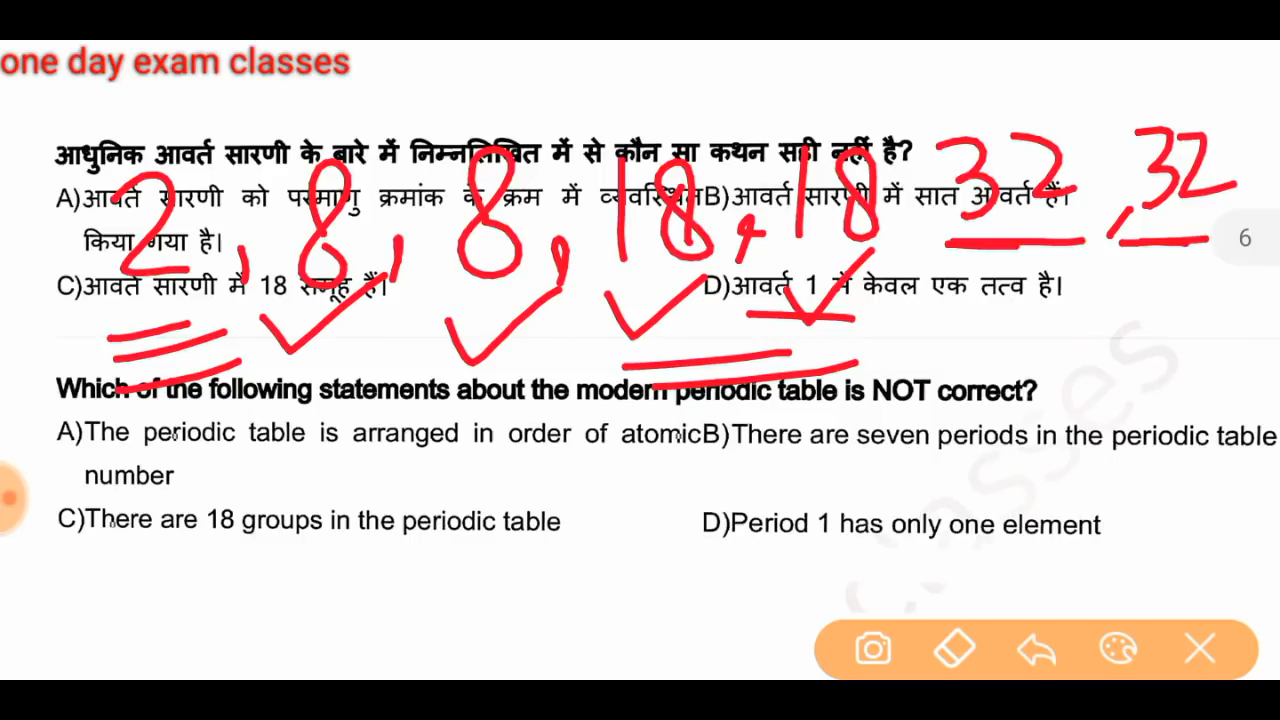 one day exam classes
आधुनिक आवर्त सारणी के बारे में निम्नलिखित में से कौन सा कथन सही नहीं है?
2, 8, 8, 18, 18 32, 32
A)आवर्त सारणी को परमाणु क्रमांक के क्रम में व्यवस्थित B)आवर्त सारणी में सात आवर्त हैं।
किया गया है।
6
C)आवर्त सारणी में 18 समूह हैं। D)आवर्त 1 में केवल एक तत्व है।
Which of the following statements about the modern periodic table is NOT correct?
A)The periodic table is arranged in order of atomic B)There are seven periods in the periodic table
number
C)There are 18 groups in the periodic table D)Period 1 has only one element
classes